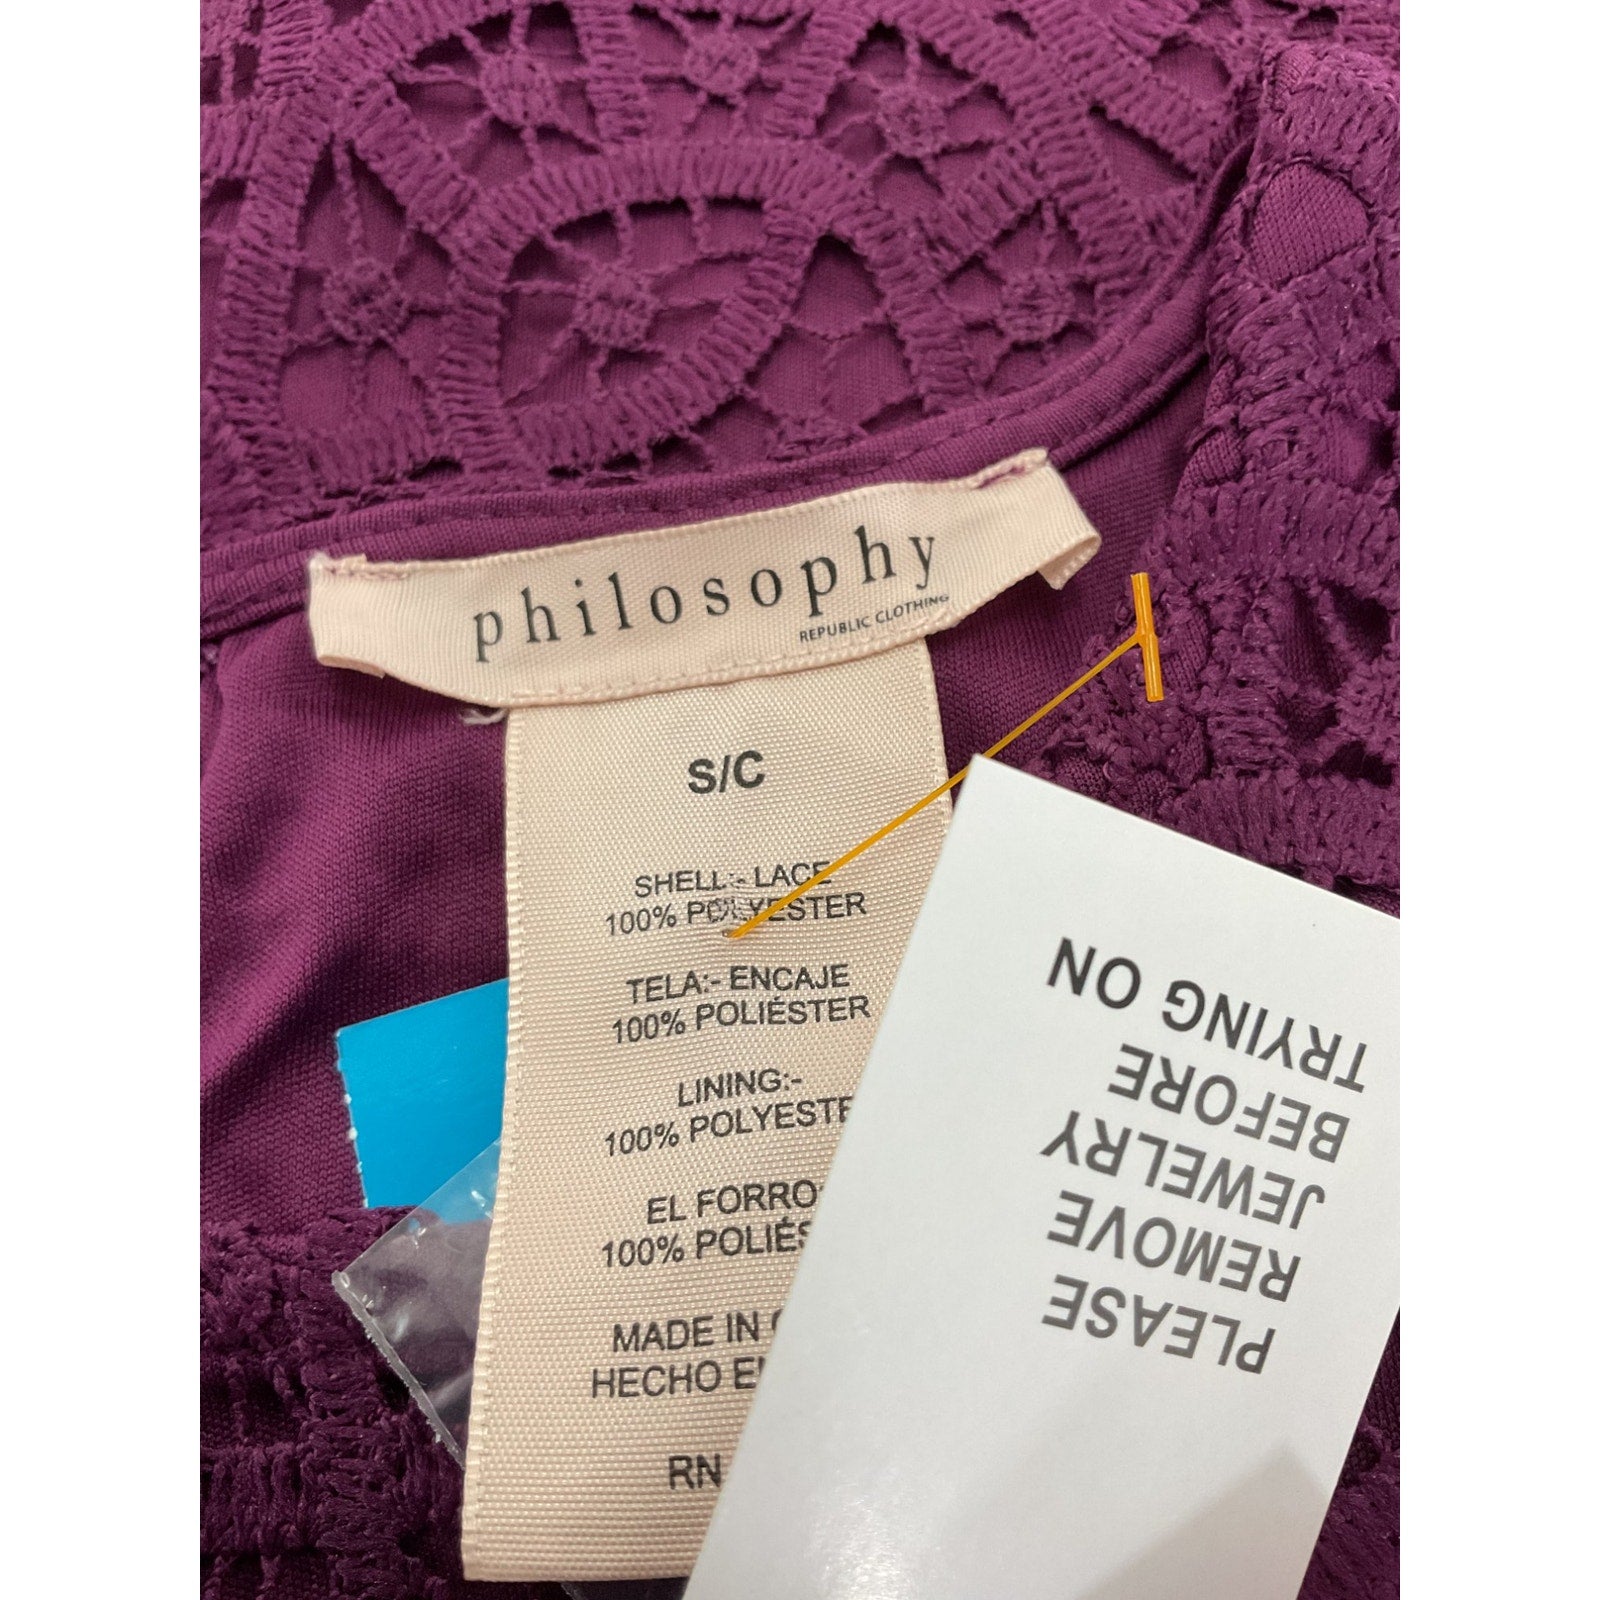 philosophy
REPUBLIC CLOTHING
S/C
SHELL:- LACE
100% POLYESTER
TELA:- ENCAJE
100% POLIÉSTER
LINING:-
100% POLYESTE
EL FORRO:
100% POLIÉS
MADE IN
HECHO E
RN
PLEASE
REMOVE
JEWELRY
BEFORE
TRYING ON